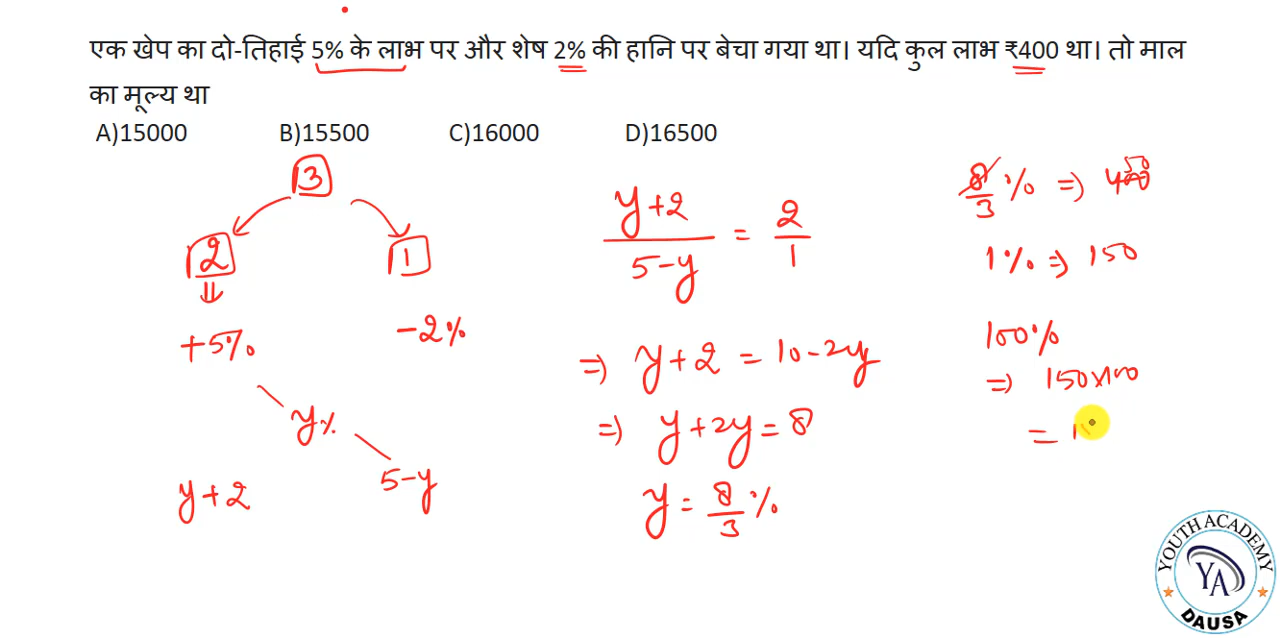 एक खेप का दो-तिहाई 5% के लाभ पर और शेष 2% की हानि पर बेचा गया था। यदि कुल लाभ ₹400 था। तो माल
का मूल्य था
A)15000 B)15500 C)16000 D)16500
3
2 1
+5% -2%
y%
y+2 5-y
y+2 / 5-y = 2/1
=) y+2 = 10-2y
=) y+2y = 8
y = 8/3 %
8/3 % =) 400 50
1% =) 150
100%
=) 150×100
= 1
YOUTH ACADEMY
YA
DAUSA